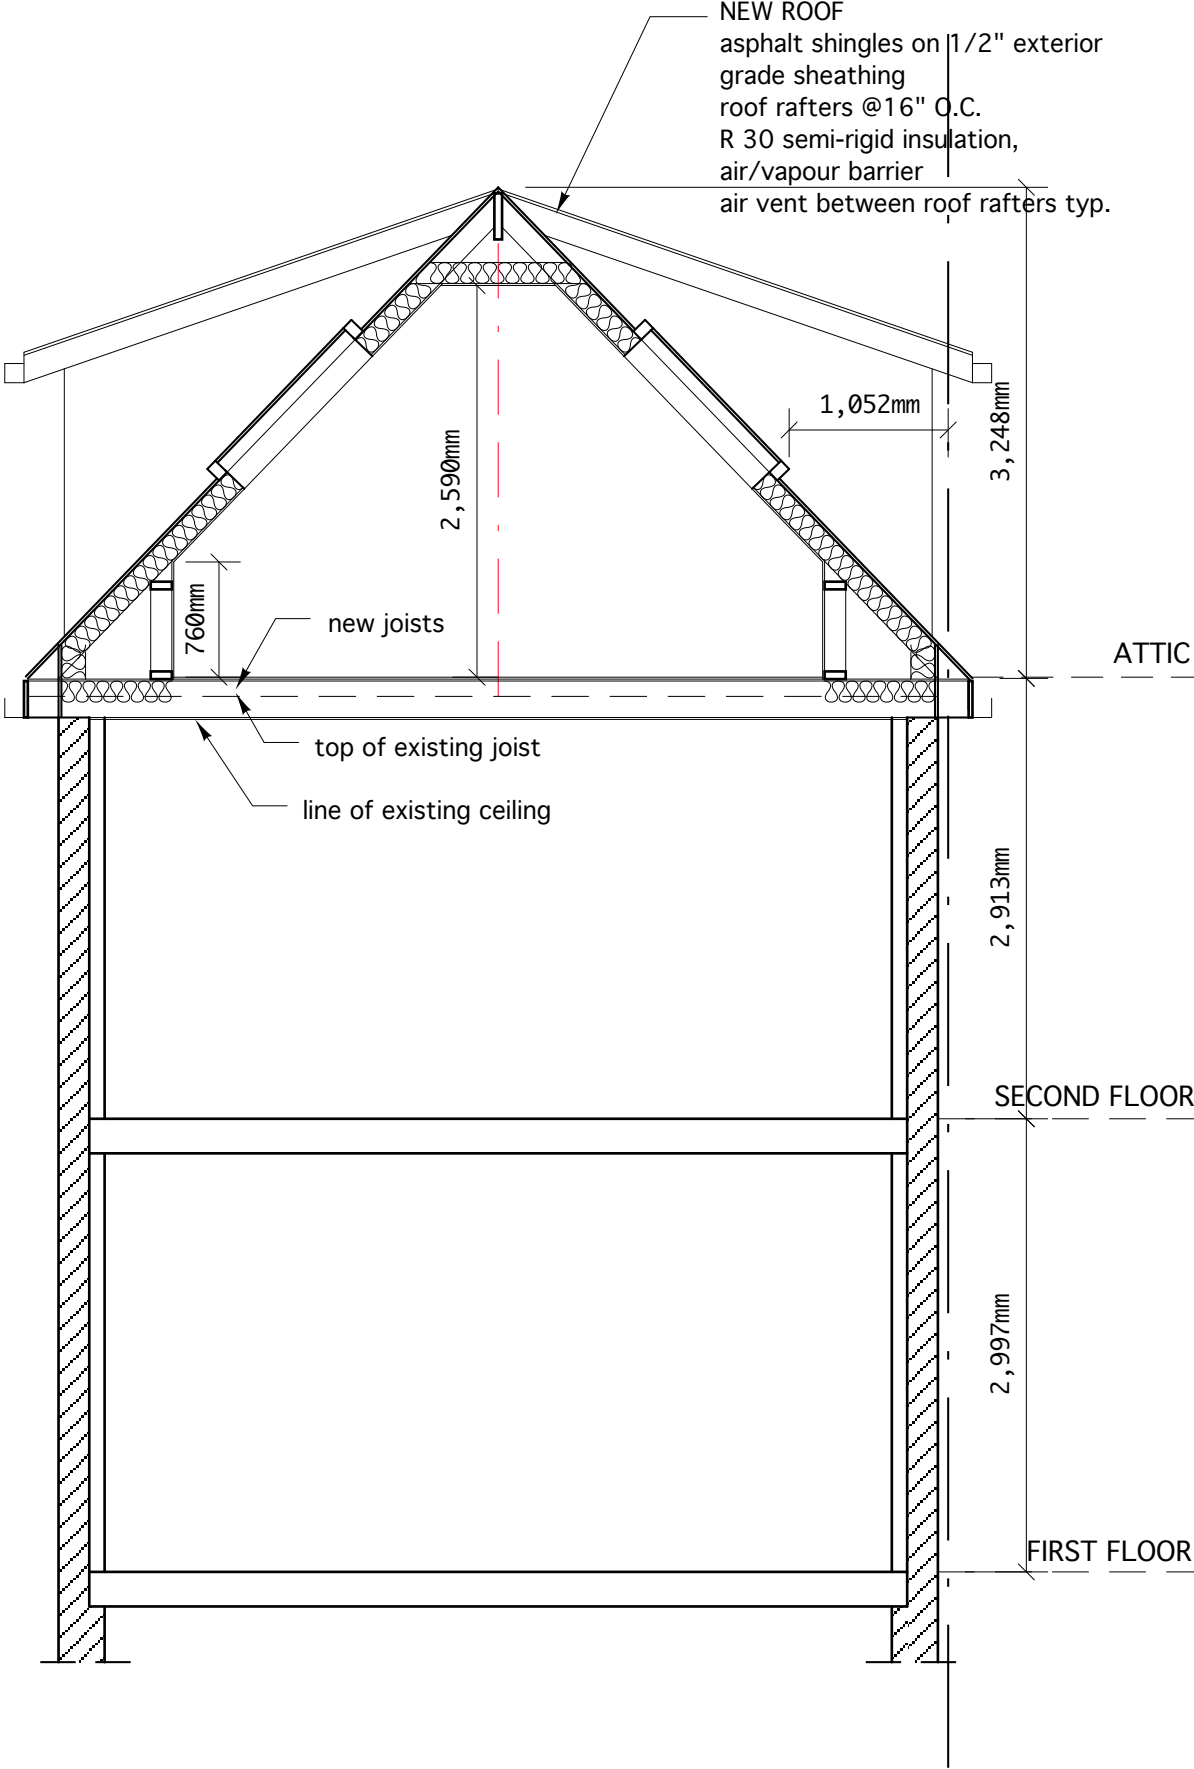 NEW ROOF
asphalt shingles on 1/2" exterior
grade sheathing
roof rafters @16" O.C.
R 30 semi-rigid insulation,
air/vapour barrier
air vent between roof rafters typ.
1,052mm
3,248mm
2,590mm
760mm
new joists
ATTIC
top of existing joist
line of existing ceiling
2,913mm
SECOND FLOOR
2,997mm
FIRST FLOOR